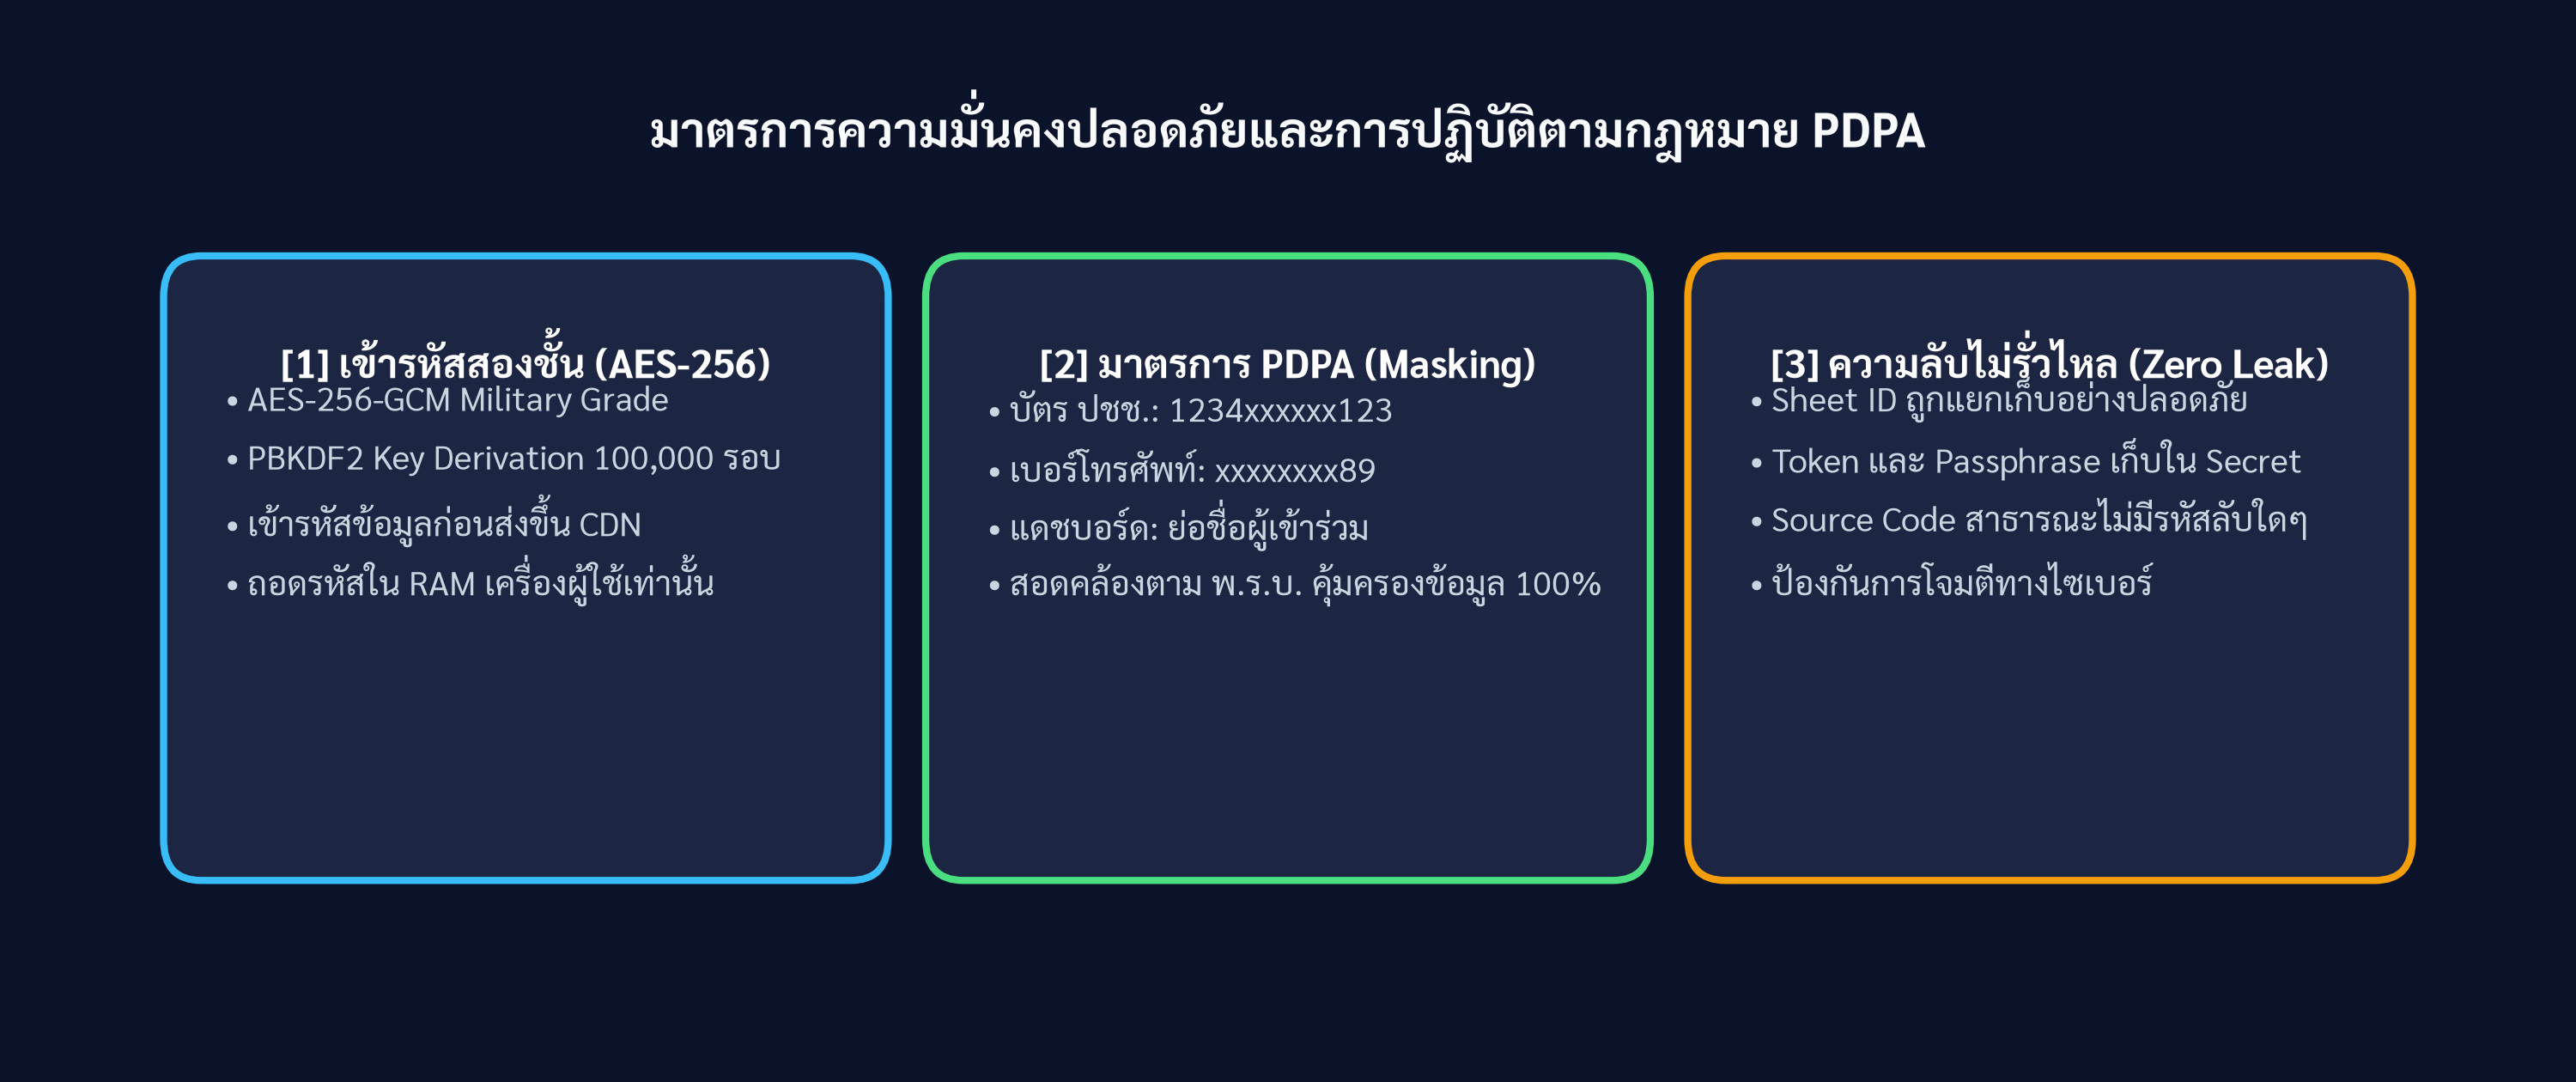 มาตรการความมั่นคงปลอดภัยและการปฏิบัติตามกฎหมาย PDPA
[1] เข้ารหัสสองชั้น (AES-256)
• AES-256-GCM Military Grade
• PBKDF2 Key Derivation 100,000 รอบ
• เข้ารหัสข้อมูลก่อนส่งขึ้น CDN
• ถอดรหัสใน RAM เครื่องผู้ใช้เท่านั้น
[2] มาตรการ PDPA (Masking)
• บัตร ปชช.: 1234xxxxxx123
• เบอร์โทรศัพท์: xxxxxxxx89
• แดชบอร์ด: ย่อชื่อผู้เข้าร่วม
• สอดคล้องตาม พ.ร.บ. คุ้มครองข้อมูล 100%
[3] ความลับไม่รั่วไหล (Zero Leak)
• Sheet ID ถูกแยกเก็บอย่างปลอดภัย
• Token และ Passphrase เก็บใน Secret
• Source Code สาธารณะไม่มีรหัสลับใดๆ
• ป้องกันการโจมตีทางไซเบอร์